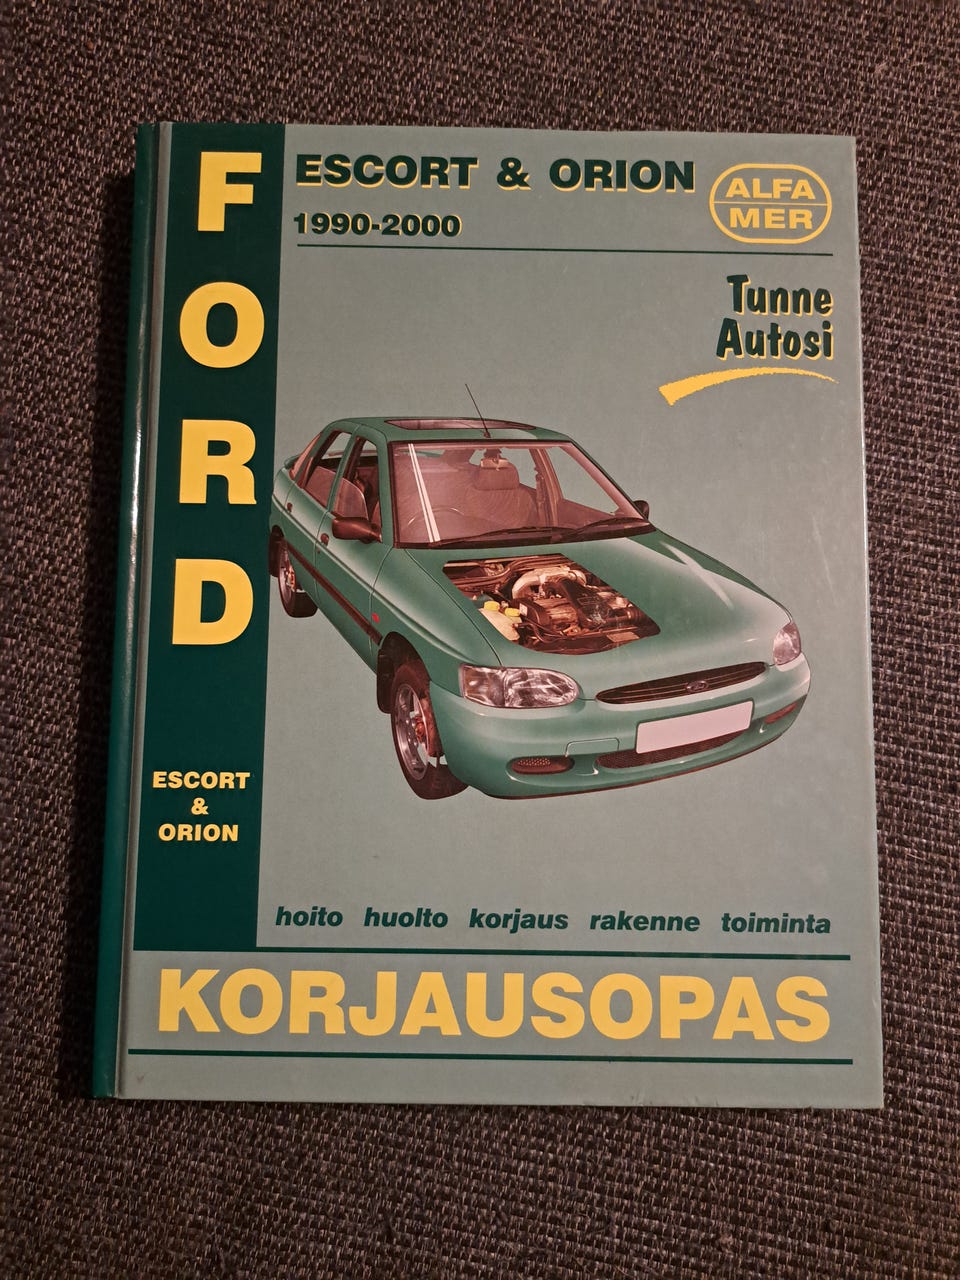 FORD
ESCORT & ORION
1990-2000
ALFA
MER
Tunne
Autosi
ESCORT
&
ORION
hoito huolto korjaus rakenne toiminta
KORJAUSOPAS